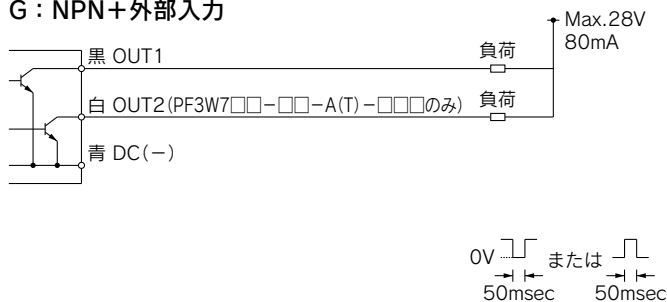 G：NPN＋外部入力
Max.28V
80mA
黒 OUT1
負荷
白 OUT2(PF3W7□□−□□−A(T)−□□□のみ)
負荷
青 DC(−)
0V
または
50msec
50msec